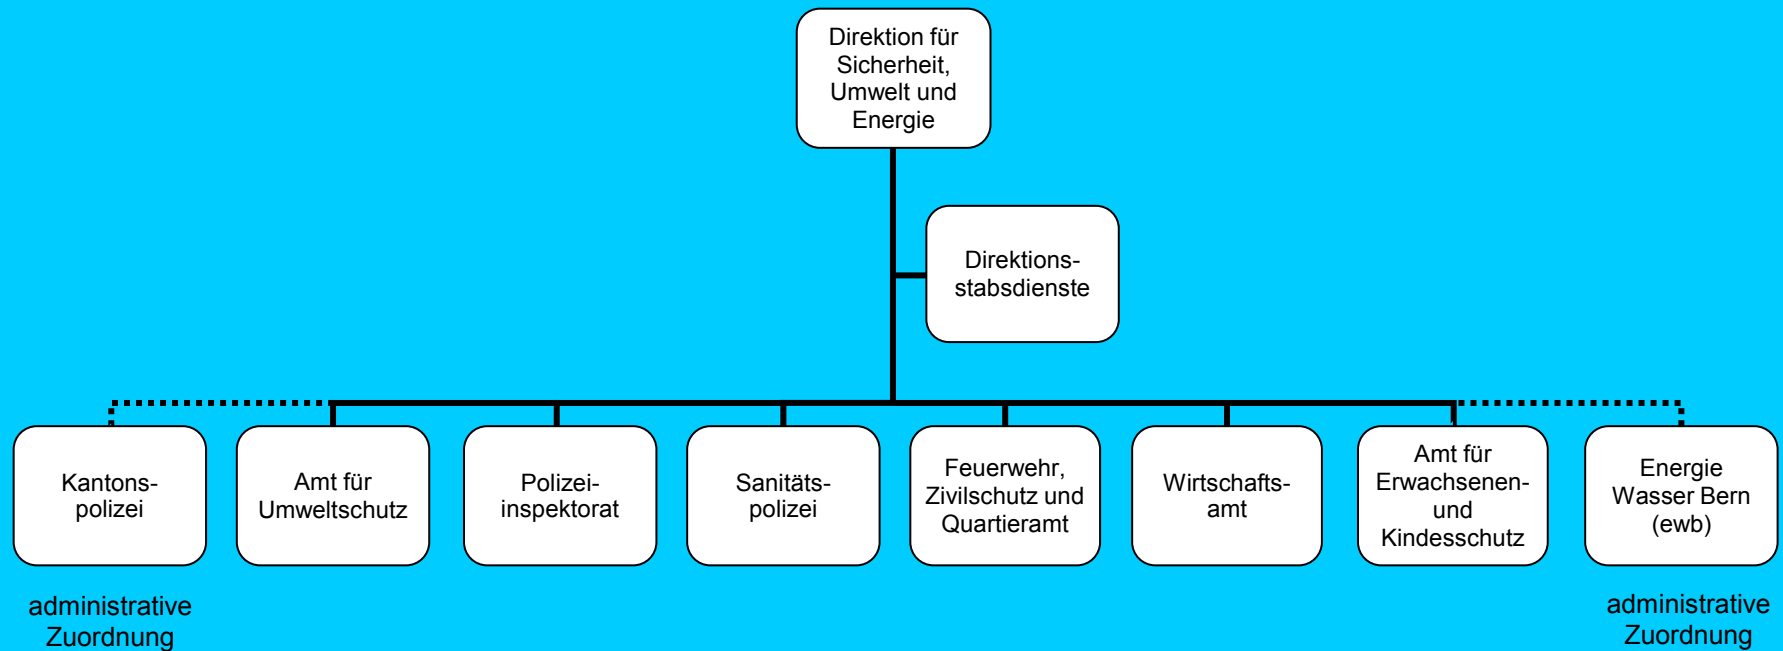 Direktion für
Sicherheit,
Umwelt und
Energie
Direktions-
stabsdienste
Kantons-
polizei
Amt für
Umweltschutz
Polizei-
inspektorat
Sanitäts-
polizei
Feuerwehr,
Zivilschutz und
Quartieramt
Wirtschafts-
amt
Amt für
Erwachsenen-
und
Kindesschutz
Energie
Wasser Bern
(ewb)
administrative
Zuordnung
administrative
Zuordnung